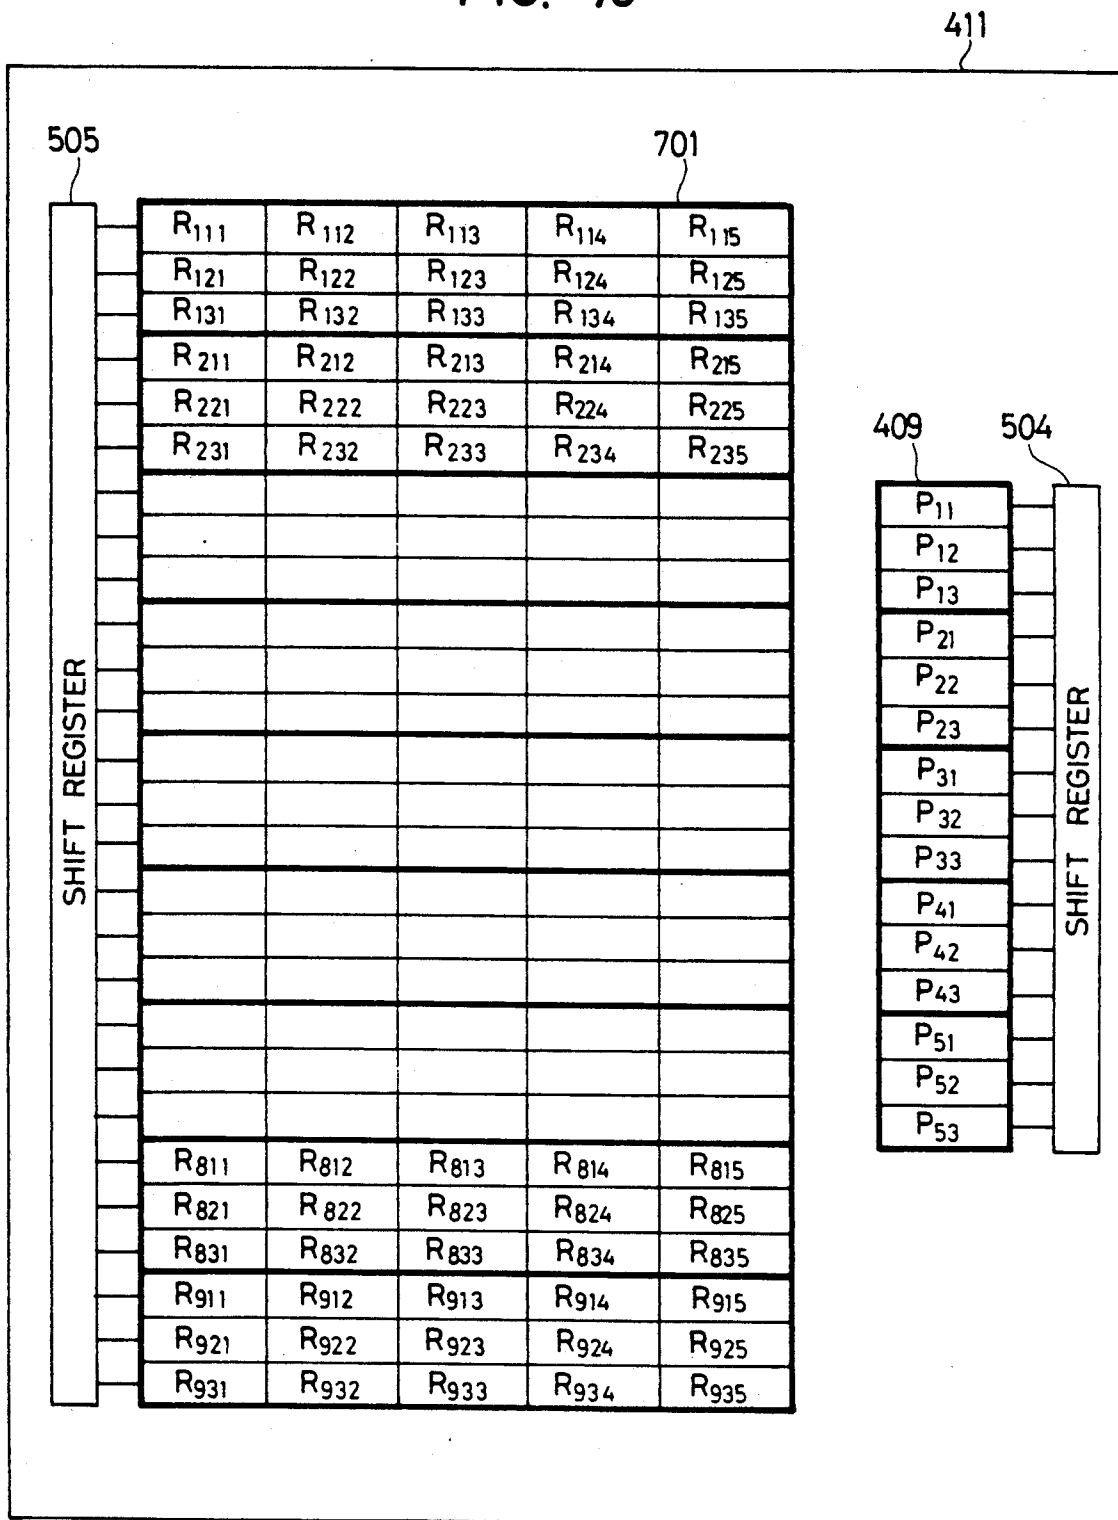 411
505
701
R111 R112 R113 R114 R115
R121 R122 R123 R124 R125
R131 R132 R133 R134 R135
R211 R212 R213 R214 R215
R221 R222 R223 R224 R225
R231 R232 R233 R234 R235
R811 R812 R813 R814 R815
R821 R822 R823 R824 R825
R831 R832 R833 R834 R835
R911 R912 R913 R914 R915
R921 R922 R923 R924 R925
R931 R932 R933 R934 R935
SHIFT REGISTER
409
504
P11
P12
P13
P21
P22
P23
P31
P32
P33
P41
P42
P43
P51
P52
P53
SHIFT REGISTER